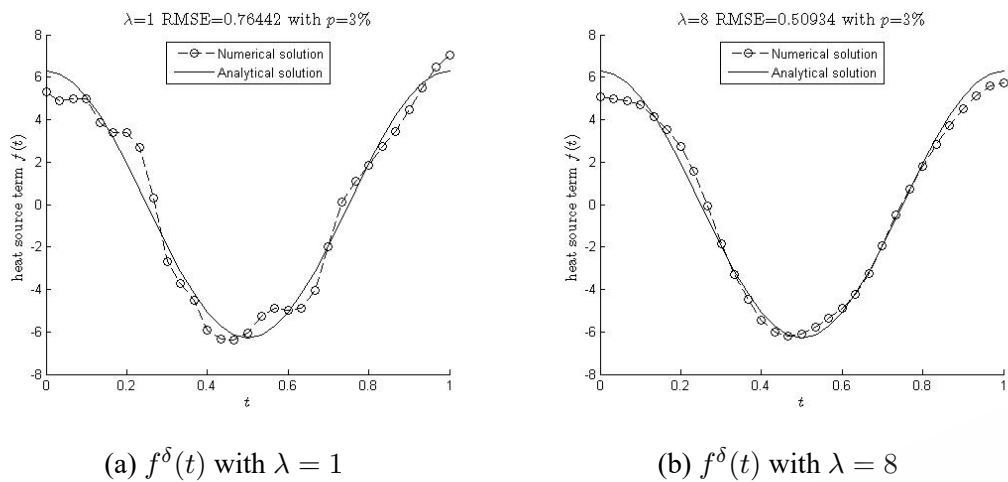 λ=1 RMSE=0.76442 with p=3%
Numerical solution
Analytical solution
heat source term f(t)
8
6
4
2
0
-2
-4
-6
-8
0 0.2 0.4 0.6 0.8 1
t
(a) f^δ(t) with λ = 1
λ=8 RMSE=0.50934 with p=3%
Numerical solution
Analytical solution
heat source term f(t)
8
6
4
2
0
-2
-4
-6
-8
0 0.2 0.4 0.6 0.8 1
t
(b) f^δ(t) with λ = 8